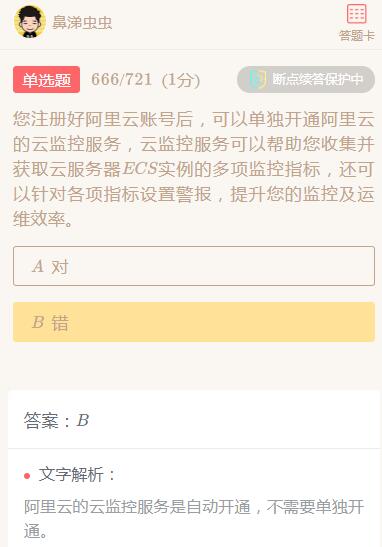 鼻涕虫虫
答题卡
单选题 666/721 (1分) 断点续答保护中
您注册好阿里云账号后，可以单独开通阿里云
的云监控服务，云监控服务可以帮助您收集并
获取云服务器ECS实例的多项监控指标，还可
以针对各项指标设置警报，提升您的监控及运
维效率。
A 对
B 错
答案：B
文字解析：
阿里云的云监控服务是自动开通，不需要单独开
通。